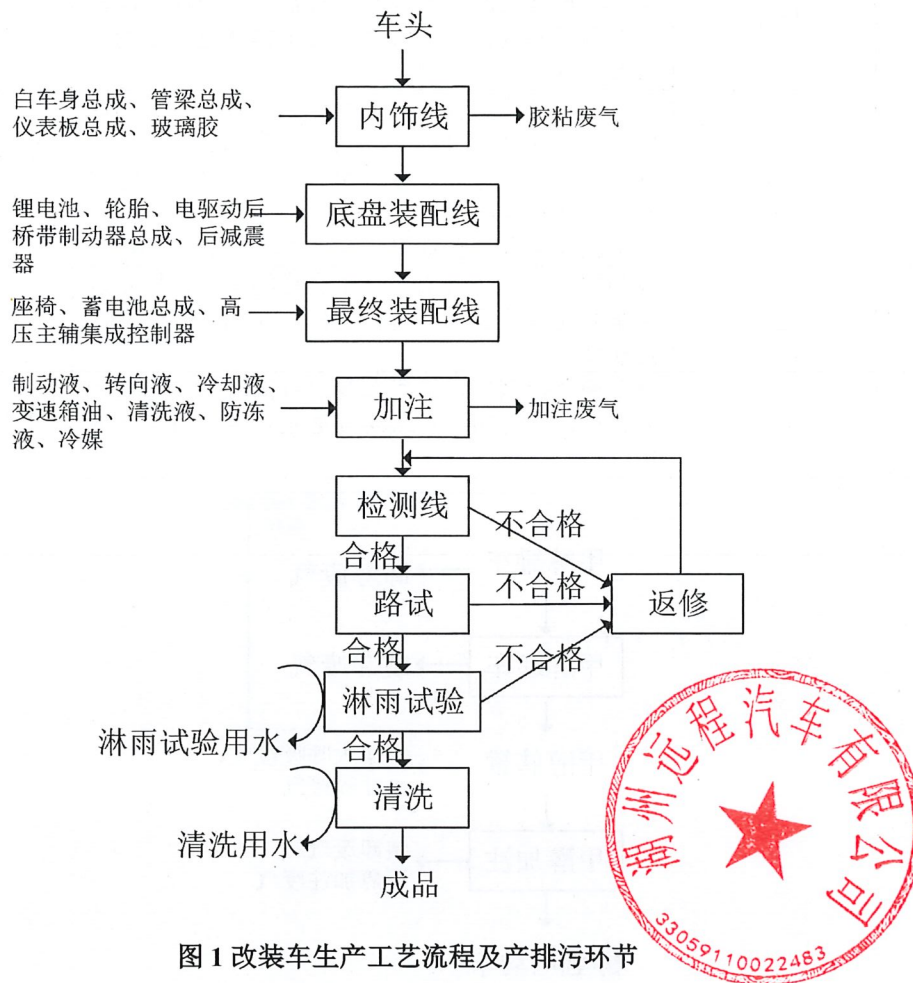 车头
白车身总成、管梁总成、
仪表板总成、玻璃胶
内饰线
胶粘废气
锂电池、轮胎、电驱动后
桥带制动器总成、后减震
器
底盘装配线
座椅、蓄电池总成、高
压主辅集成控制器
最终装配线
制动液、转向液、冷却液、
变速箱油、清洗液、防冻
液、冷媒
加注
加注废气
检测线
不合格
合格
路试
不合格
返修
合格
不合格
淋雨试验
淋雨试验用水
合格
清洗
清洗用水
成品
湖州远程汽车有限公司
33059110022483
图 1 改装车生产工艺流程及产排污环节